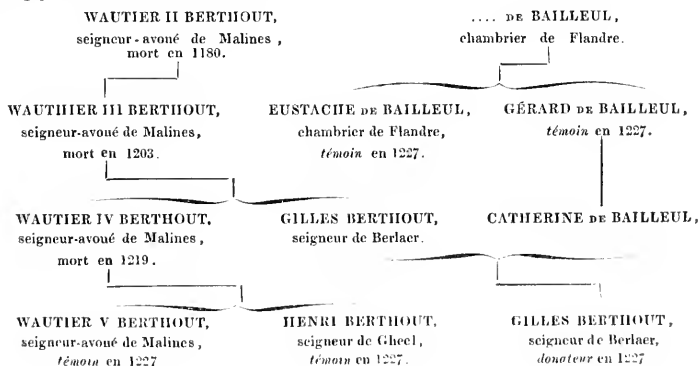 WAUTIER II BERTHOUT,
seigneur-avoué de Malines,
mort en 1180.
.... DE BAILLEUL,
chambrier de Flandre.
WAUTHIER III BERTHOUT,
seigneur-avoué de Malines,
mort en 1203.
EUSTACHE DE BAILLEUL,
chambrier de Flandre,
témoin en 1227.
GÉRARD DE BAILLEUL,
témoin en 1227.
WAUTIER IV BERTHOUT,
seigneur-avoué de Malines,
mort en 1219.
GILLES BERTHOUT,
seigneur de Berlaer.
CATHERINE DE BAILLEUL,
WAUTIER V BERTHOUT,
seigneur-avoué de Malines,
témoin en 1227
HENRI BERTHOUT,
seigneur de Gheel,
témoin en 1227.
GILLES BERTHOUT,
seigneur de Berlaer,
donateur en 1227